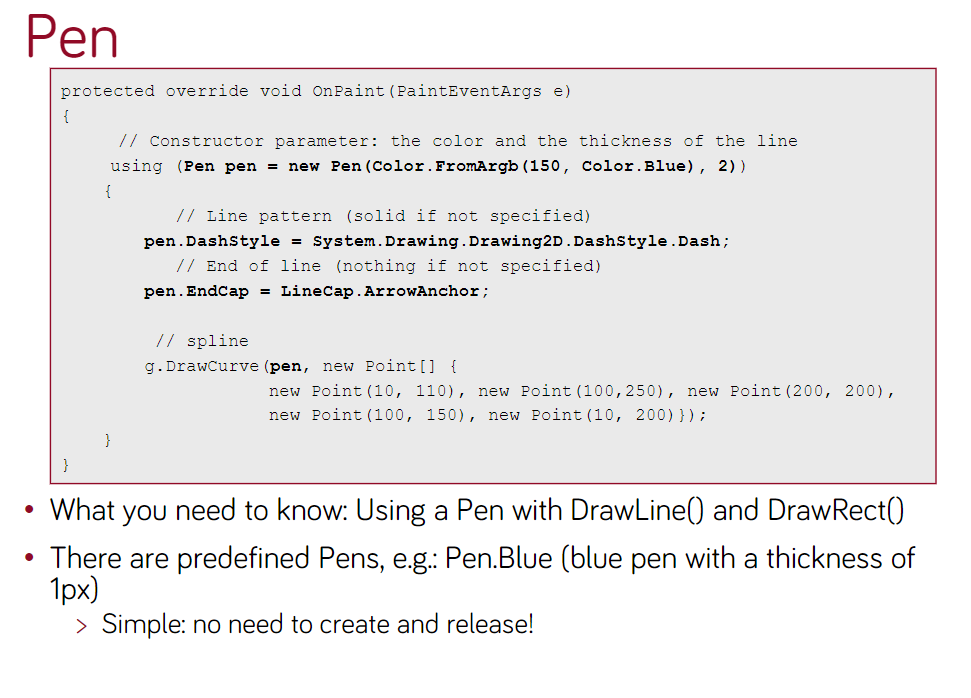 Pen
protected override void OnPaint(PaintEventArgs e)
{
// Constructor parameter: the color and the thickness of the line
using (Pen pen = new Pen(Color.FromArgb(150, Color.Blue), 2))
{
// Line pattern (solid if not specified)
pen.DashStyle = System.Drawing.Drawing2D.DashStyle.Dash;
// End of line (nothing if not specified)
pen.EndCap = LineCap.ArrowAnchor;
// spline
g.DrawCurve(pen, new Point[] {
new Point(10, 110), new Point(100,250), new Point(200, 200),
new Point(100, 150), new Point(10, 200)});
}
}
• What you need to know: Using a Pen with DrawLine() and DrawRect()
• There are predefined Pens, e.g.: Pen.Blue (blue pen with a thickness of
1px)
> Simple: no need to create and release!